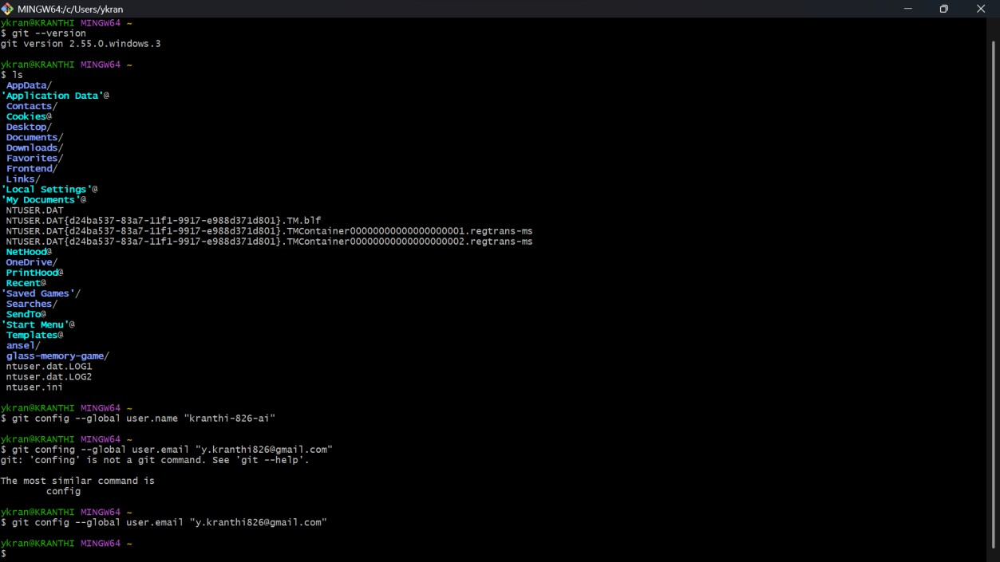 MINGW64:/c/Users/ykran
ykran@KRANTHI MINGW64 ~
$ git --version
git version 2.55.0.windows.3
ykran@KRANTHI MINGW64 ~
$ ls
AppData/
'Application Data'@
Contacts/
Cookies@
Desktop/
Documents/
Downloads/
Favorites/
Frontend/
Links/
'Local Settings'@
'My Documents'@
NTUSER.DAT
NTUSER.DAT{d24ba537-83a7-11f1-9917-e988d371d801}.TM.blf
NTUSER.DAT{d24ba537-83a7-11f1-9917-e988d371d801}.TMContainer00000000000000000001.regtrans-ms
NTUSER.DAT{d24ba537-83a7-11f1-9917-e988d371d801}.TMContainer00000000000000000002.regtrans-ms
NetHood@
OneDrive/
PrintHood@
Recent@
'Saved Games'/
Searches/
SendTo@
'Start Menu'@
Templates@
ansel/
glass-memory-game/
ntuser.dat.LOG1
ntuser.dat.LOG2
ntuser.ini
ykran@KRANTHI MINGW64 ~
$ git config --global user.name "kranthi-826-ai"
ykran@KRANTHI MINGW64 ~
$ git confing --global user.email "y.kranthi826@gmail.com"
git: 'confing' is not a git command. See 'git --help'.
The most similar command is
config
ykran@KRANTHI MINGW64 ~
$ git config --global user.email "y.kranthi826@gmail.com"
ykran@KRANTHI MINGW64 ~
$